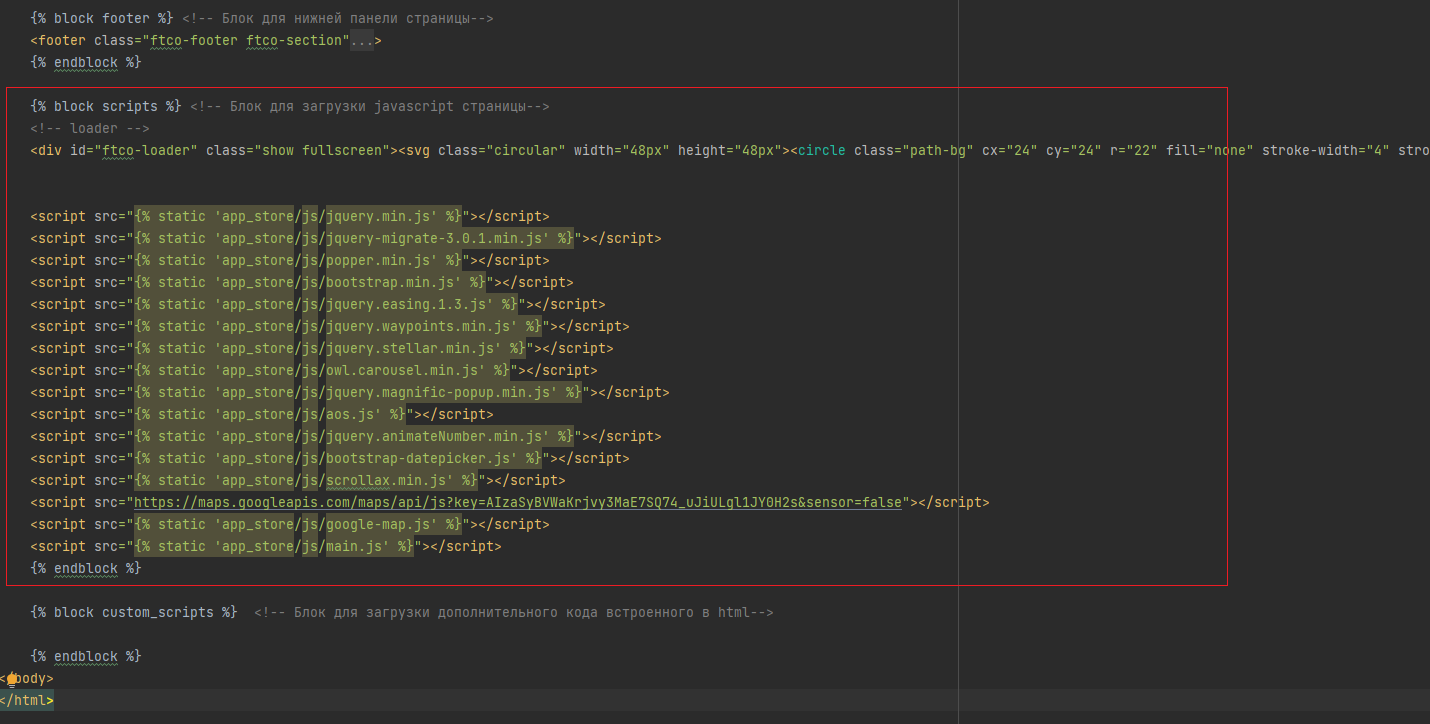 {% block footer %} <!-- Блок для нижней панели страницы-->
<footer class="ftco-footer ftco-section"...>
{% endblock %}
{% block scripts %} <!-- Блок для загрузки javascript страницы-->
<!-- loader -->
<div id="ftco-loader" class="show fullscreen"><svg class="circular" width="48px" height="48px"><circle class="path-bg" cx="24" cy="24" r="22" fill="none" stroke-width="4" stro
<script src="{% static 'app_store/js/jquery.min.js' %}"></script>
<script src="{% static 'app_store/js/jquery-migrate-3.0.1.min.js' %}"></script>
<script src="{% static 'app_store/js/popper.min.js' %}"></script>
<script src="{% static 'app_store/js/bootstrap.min.js' %}"></script>
<script src="{% static 'app_store/js/jquery.easing.1.3.js' %}"></script>
<script src="{% static 'app_store/js/jquery.waypoints.min.js' %}"></script>
<script src="{% static 'app_store/js/jquery.stellar.min.js' %}"></script>
<script src="{% static 'app_store/js/owl.carousel.min.js' %}"></script>
<script src="{% static 'app_store/js/jquery.magnific-popup.min.js' %}"></script>
<script src="{% static 'app_store/js/aos.js' %}"></script>
<script src="{% static 'app_store/js/jquery.animateNumber.min.js' %}"></script>
<script src="{% static 'app_store/js/bootstrap-datepicker.js' %}"></script>
<script src="{% static 'app_store/js/scrollax.min.js' %}"></script>
<script src="https://maps.googleapis.com/maps/api/js?key=AIzaSyBVWaKrjvy3MaE7SQ74_uJiULgl1JY0H2s&sensor=false"></script>
<script src="{% static 'app_store/js/google-map.js' %}"></script>
<script src="{% static 'app_store/js/main.js' %}"></script>
{% endblock %}
{% block custom_scripts %}  <!-- Блок для загрузки дополнительного кода встроенного в html-->
{% endblock %}
</body>
</html>